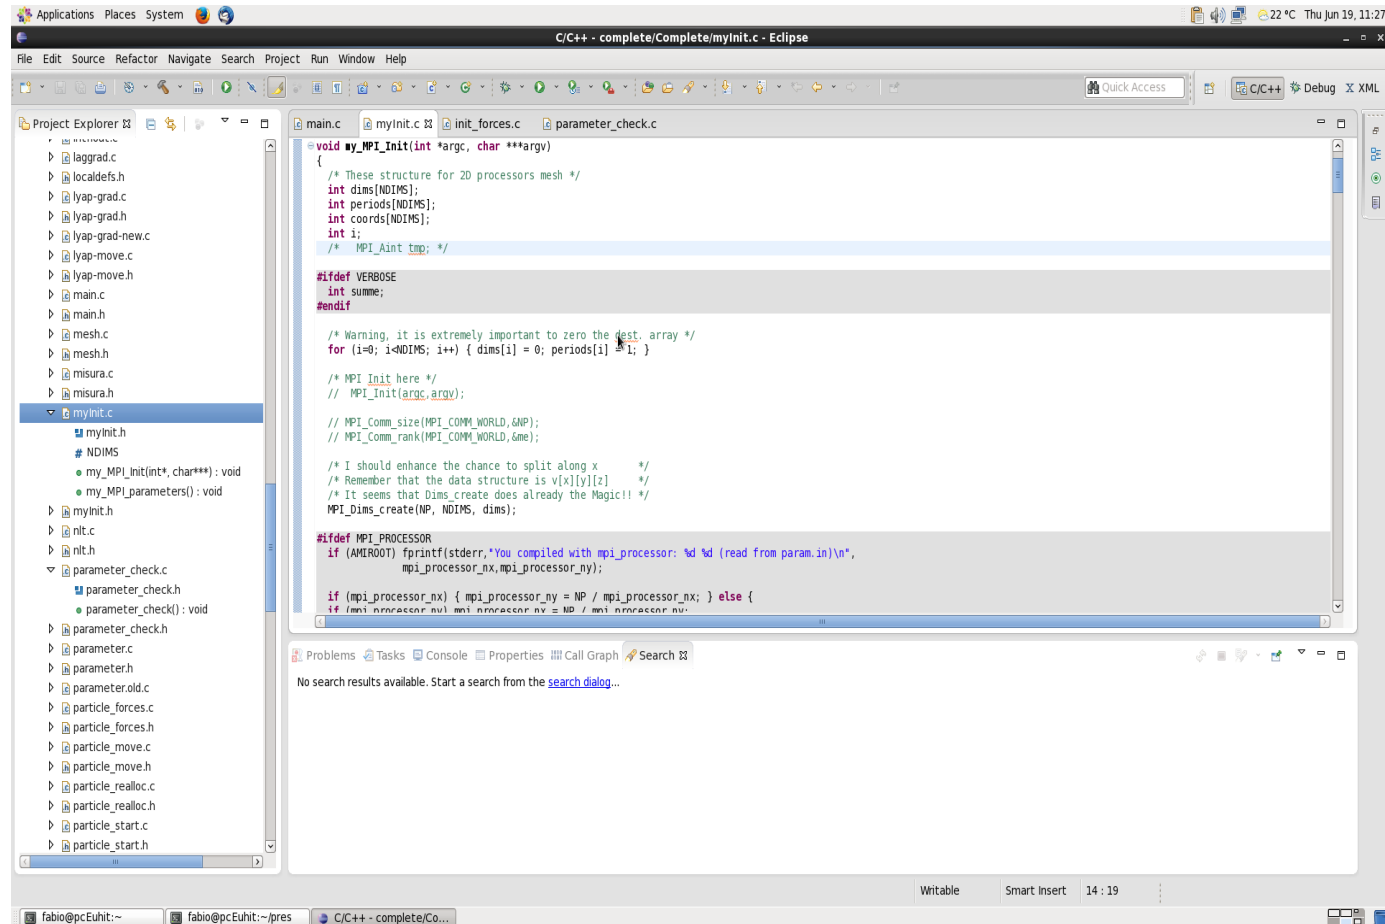 Applications Places System 22 °C Thu Jun 19, 11:27
C/C++ - complete/Complete/myInit.c - Eclipse
File Edit Source Refactor Navigate Search Project Run Window Help
Quick Access C/C++ Debug XML
Project Explorer
laggrad.c
localdefs.h
lyap-grad.c
lyap-grad.h
lyap-grad-new.c
lyap-move.c
lyap-move.h
main.c
main.h
mesh.c
mesh.h
misura.c
misura.h
myInit.c
myInit.h
NDIMS
my_MPI_Init(int*, char***) : void
my_MPI_parameters() : void
myInit.h
nlt.c
nlt.h
parameter_check.c
parameter_check.h
parameter_check() : void
parameter_check.h
parameter.c
parameter.h
parameter.old.c
particle_forces.c
particle_forces.h
particle_move.c
particle_move.h
particle_realloc.c
particle_realloc.h
particle_start.c
particle_start.h
main.c myInit.c init_forces.c parameter_check.c
void my_MPI_Init(int *argc, char ***argv)
{
/* These structure for 2D processors mesh */
int dims[NDIMS];
int periods[NDIMS];
int coords[NDIMS];
int i;
/* MPI_Aint tmp; */
#ifdef VERBOSE
int summe;
#endif
/* Warning, it is extremely important to zero the dest. array */
for (i=0; i<NDIMS; i++) { dims[i] = 0; periods[i] = 1; }
/* MPI Init here */
// MPI_Init(argc,argv);
// MPI_Comm_size(MPI_COMM_WORLD,&NP);
// MPI_Comm_rank(MPI_COMM_WORLD,&me);
/* I should enhance the chance to split along x */
/* Remember that the data structure is v[x][y][z] */
/* It seems that Dims_create does already the Magic!! */
MPI_Dims_create(NP, NDIMS, dims);
#ifdef MPI_PROCESSOR
if (AMIROOT) fprintf(stderr,"You compiled with mpi_processor: %d %d (read from param.in)\n",
mpi_processor_nx,mpi_processor_ny);
if (mpi_processor_nx) { mpi_processor_ny = NP / mpi_processor_nx; } else {
if (mpi_processor_ny) mpi_processor_nx = NP / mpi_processor_ny;
Problems Tasks Console Properties Call Graph Search
No search results available. Start a search from the search dialog...
Writable Smart Insert 14 : 19
fabio@pcEuhit:~ fabio@pcEuhit:~/pres C/C++ - complete/Co...